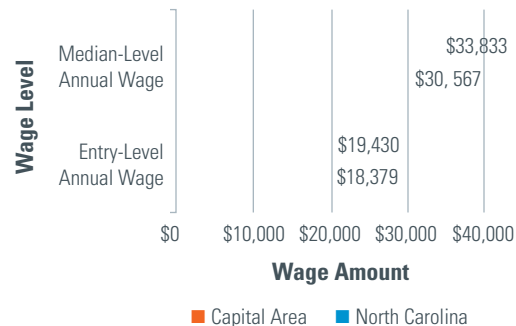 Wage Level
Median-Level
Annual Wage
$33,833
$30, 567
Entry-Level
Annual Wage
$19,430
$18,379
$0 $10,000 $20,000 $30,000 $40,000
Wage Amount
Capital Area North Carolina